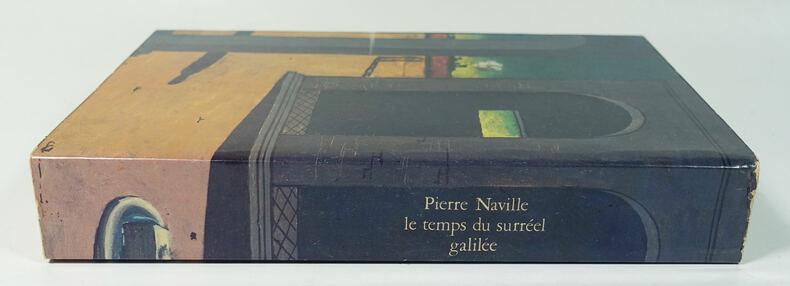 Pierre Naville
le temps du surréel
galilée